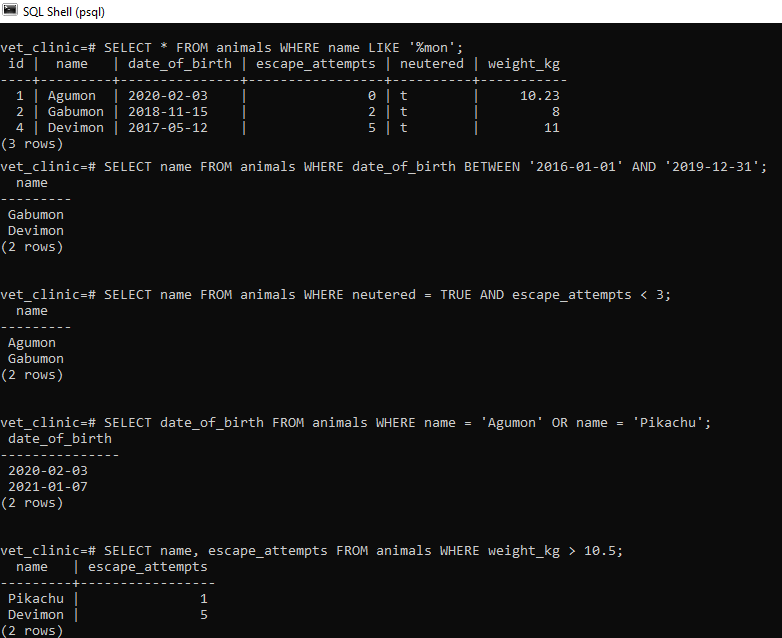 SQL Shell (psql)
vet_clinic=# SELECT * FROM animals WHERE name LIKE '%mon';
 id |  name   | date_of_birth | escape_attempts | neutered | weight_kg
----+---------+---------------+-----------------+----------+-----------
  1 | Agumon  | 2020-02-03    |               0 | t        |     10.23
  2 | Gabumon | 2018-11-15    |               2 | t        |         8
  4 | Devimon | 2017-05-12    |               5 | t        |        11
(3 rows)
vet_clinic=# SELECT name FROM animals WHERE date_of_birth BETWEEN '2016-01-01' AND '2019-12-31';
  name
---------
 Gabumon
 Devimon
(2 rows)
vet_clinic=# SELECT name FROM animals WHERE neutered = TRUE AND escape_attempts < 3;
  name
---------
 Agumon
 Gabumon
(2 rows)
vet_clinic=# SELECT date_of_birth FROM animals WHERE name = 'Agumon' OR name = 'Pikachu';
 date_of_birth
---------------
 2020-02-03
 2021-01-07
(2 rows)
vet_clinic=# SELECT name, escape_attempts FROM animals WHERE weight_kg > 10.5;
  name   | escape_attempts
---------+-----------------
 Pikachu |               1
 Devimon |               5
(2 rows)